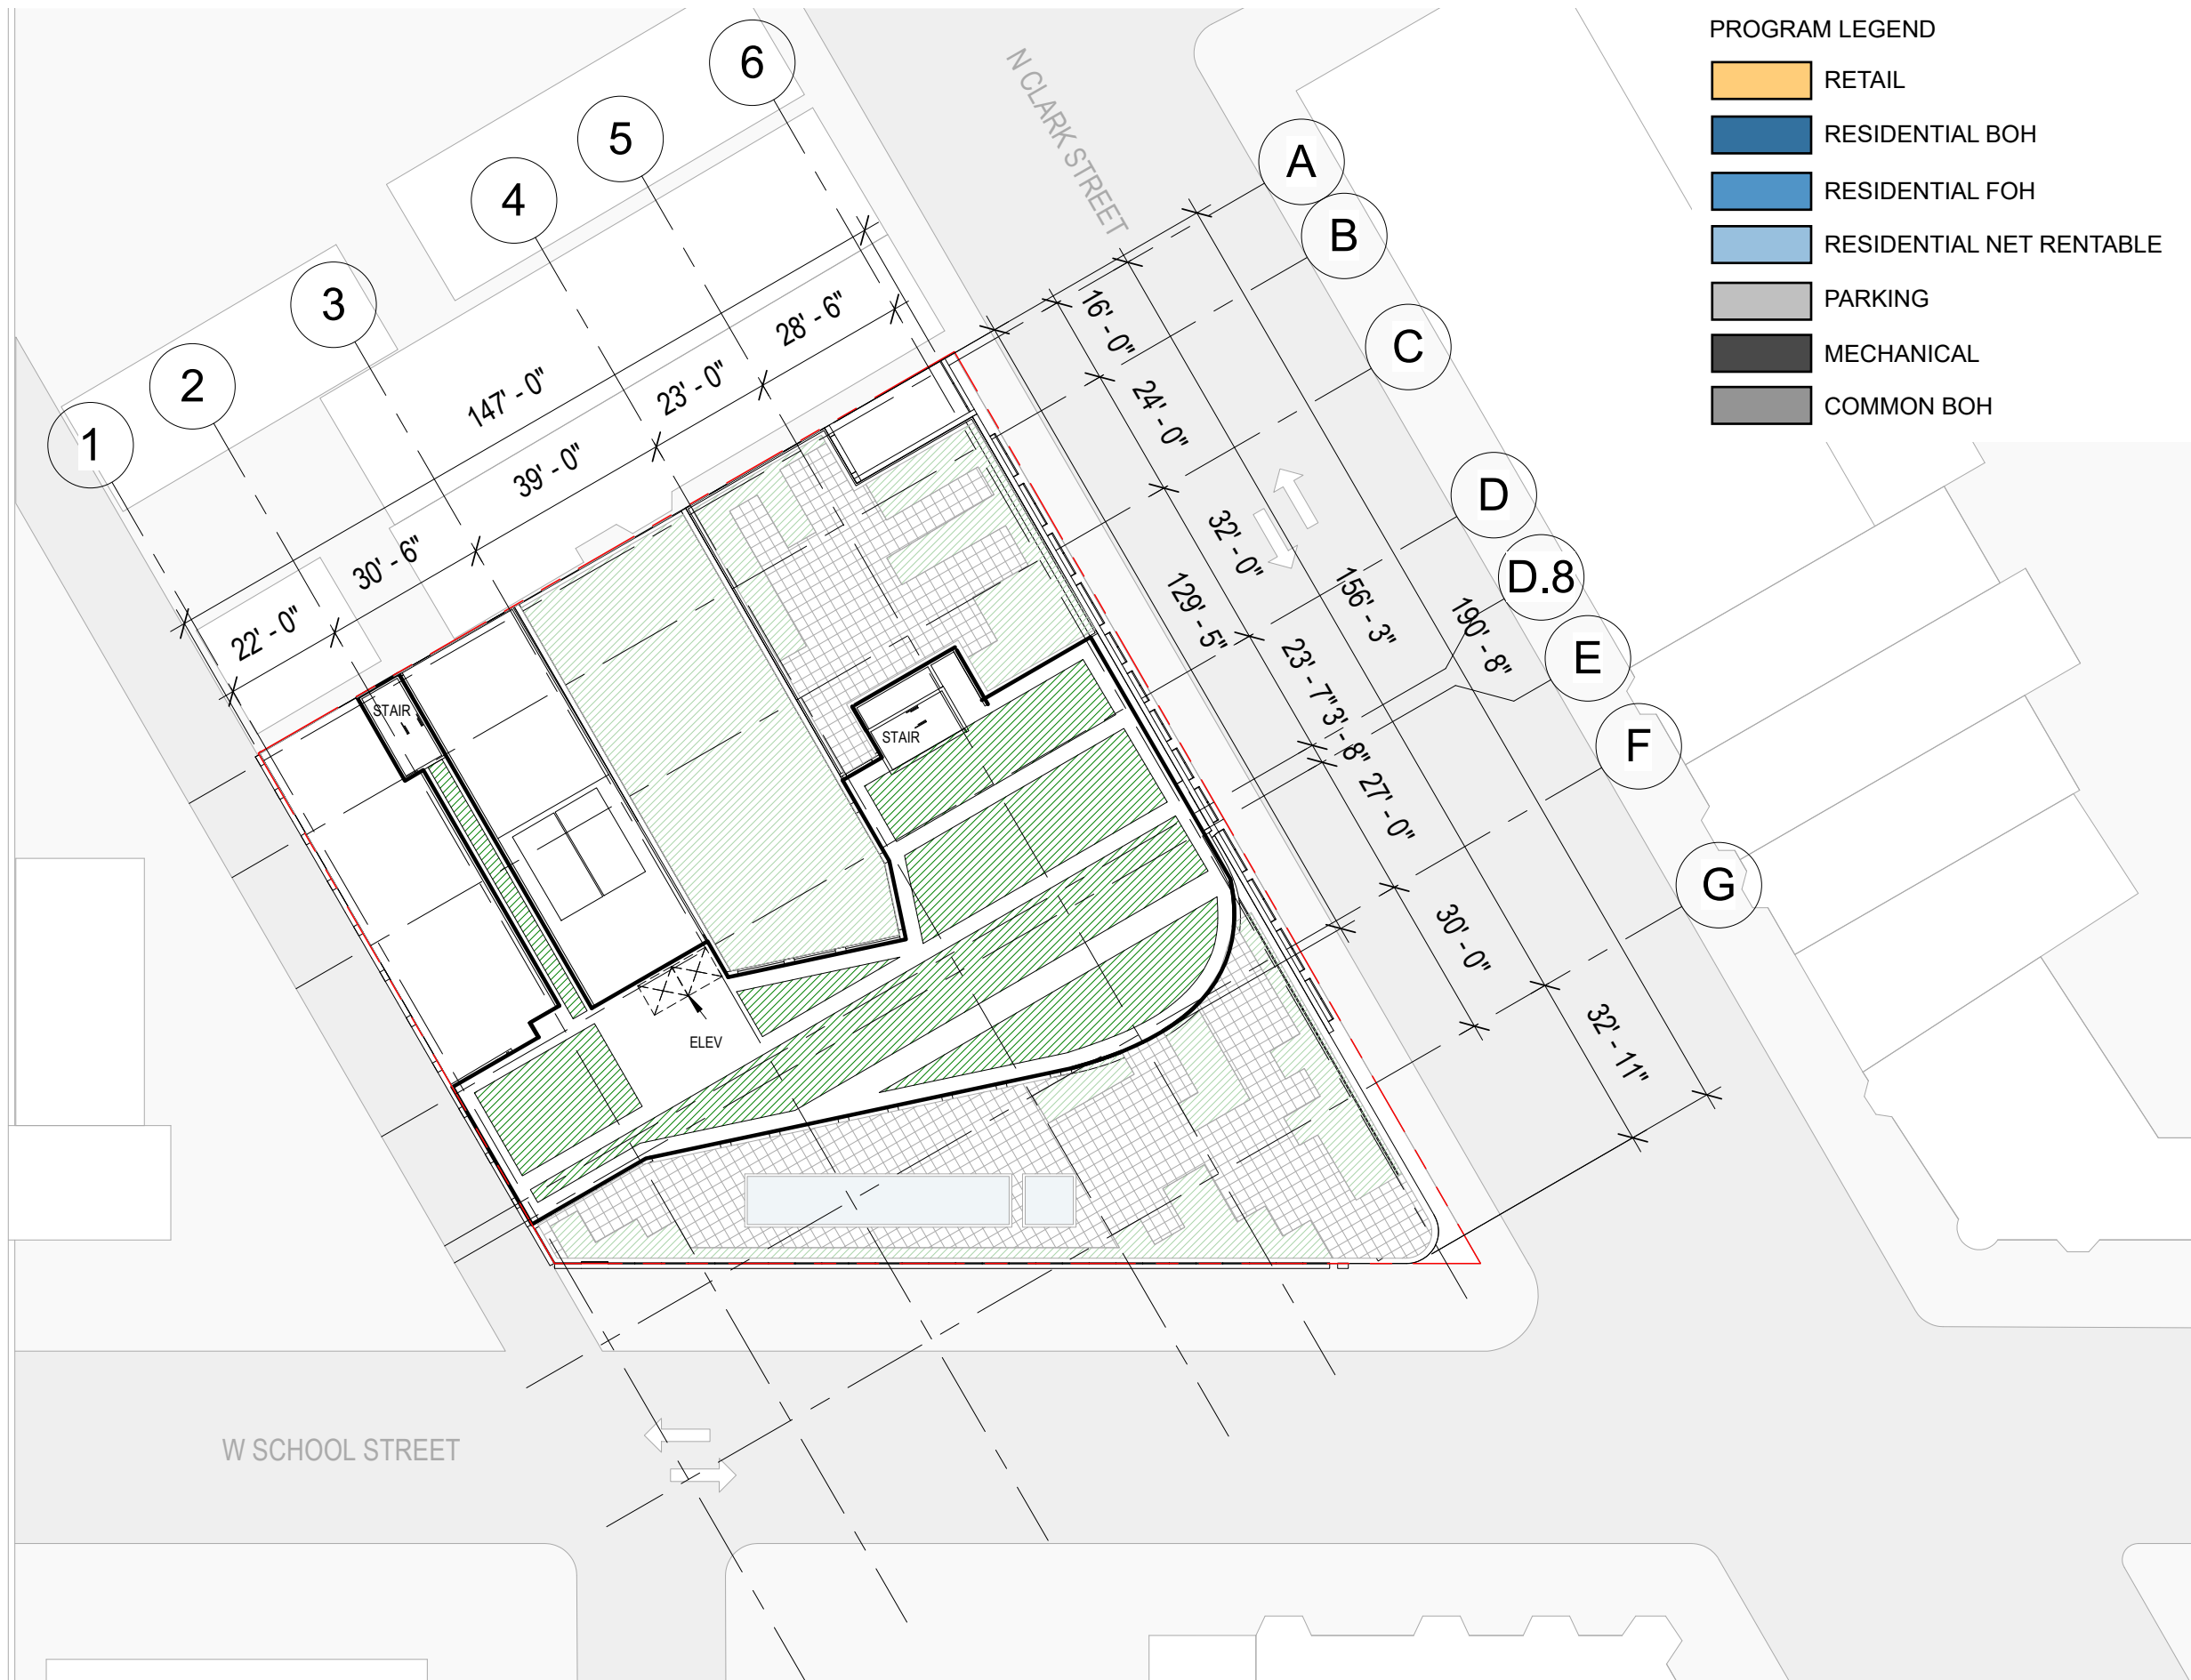 PROGRAM LEGEND
RETAIL
RESIDENTIAL BOH
RESIDENTIAL FOH
RESIDENTIAL NET RENTABLE
PARKING
MECHANICAL
COMMON BOH
N CLARK STREET
6
5
4
3
2
1
A
B
C
D
D.8
E
F
G
147' - 0"
28' - 6"
23' - 0"
39' - 0"
30' - 6"
22' - 0"
16' - 0"
24' - 0"
32' - 0"
129' - 5"
156' - 3"
190' - 8"
23' - 7"
3' - 8"
27' - 0"
30' - 0"
32' - 11"
STAIR
STAIR
ELEV
W SCHOOL STREET